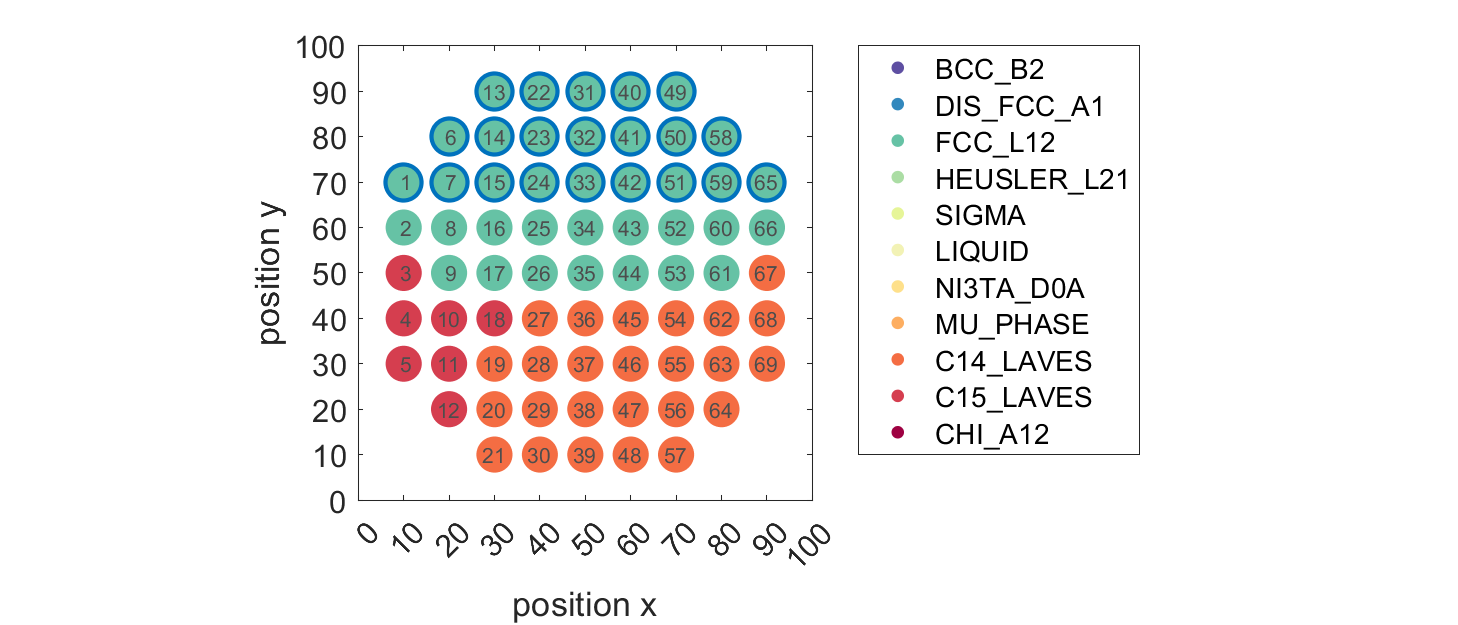 100
90
80
70
60
50
40
30
20
10
0
position y
13 22 31 40 49
6 14 23 32 41 50 58
1 7 15 24 33 42 51 59 65
2 8 16 25 34 43 52 60 66
3 9 17 26 35 44 53 61 67
4 10 18 27 36 45 54 62 68
5 11 19 28 37 46 55 63 69
12 20 29 38 47 56 64
21 30 39 48 57
0 10 20 30 40 50 60 70 80 90 100
position x
BCC_B2
DIS_FCC_A1
FCC_L12
HEUSLER_L21
SIGMA
LIQUID
NI3TA_D0A
MU_PHASE
C14_LAVES
C15_LAVES
CHI_A12